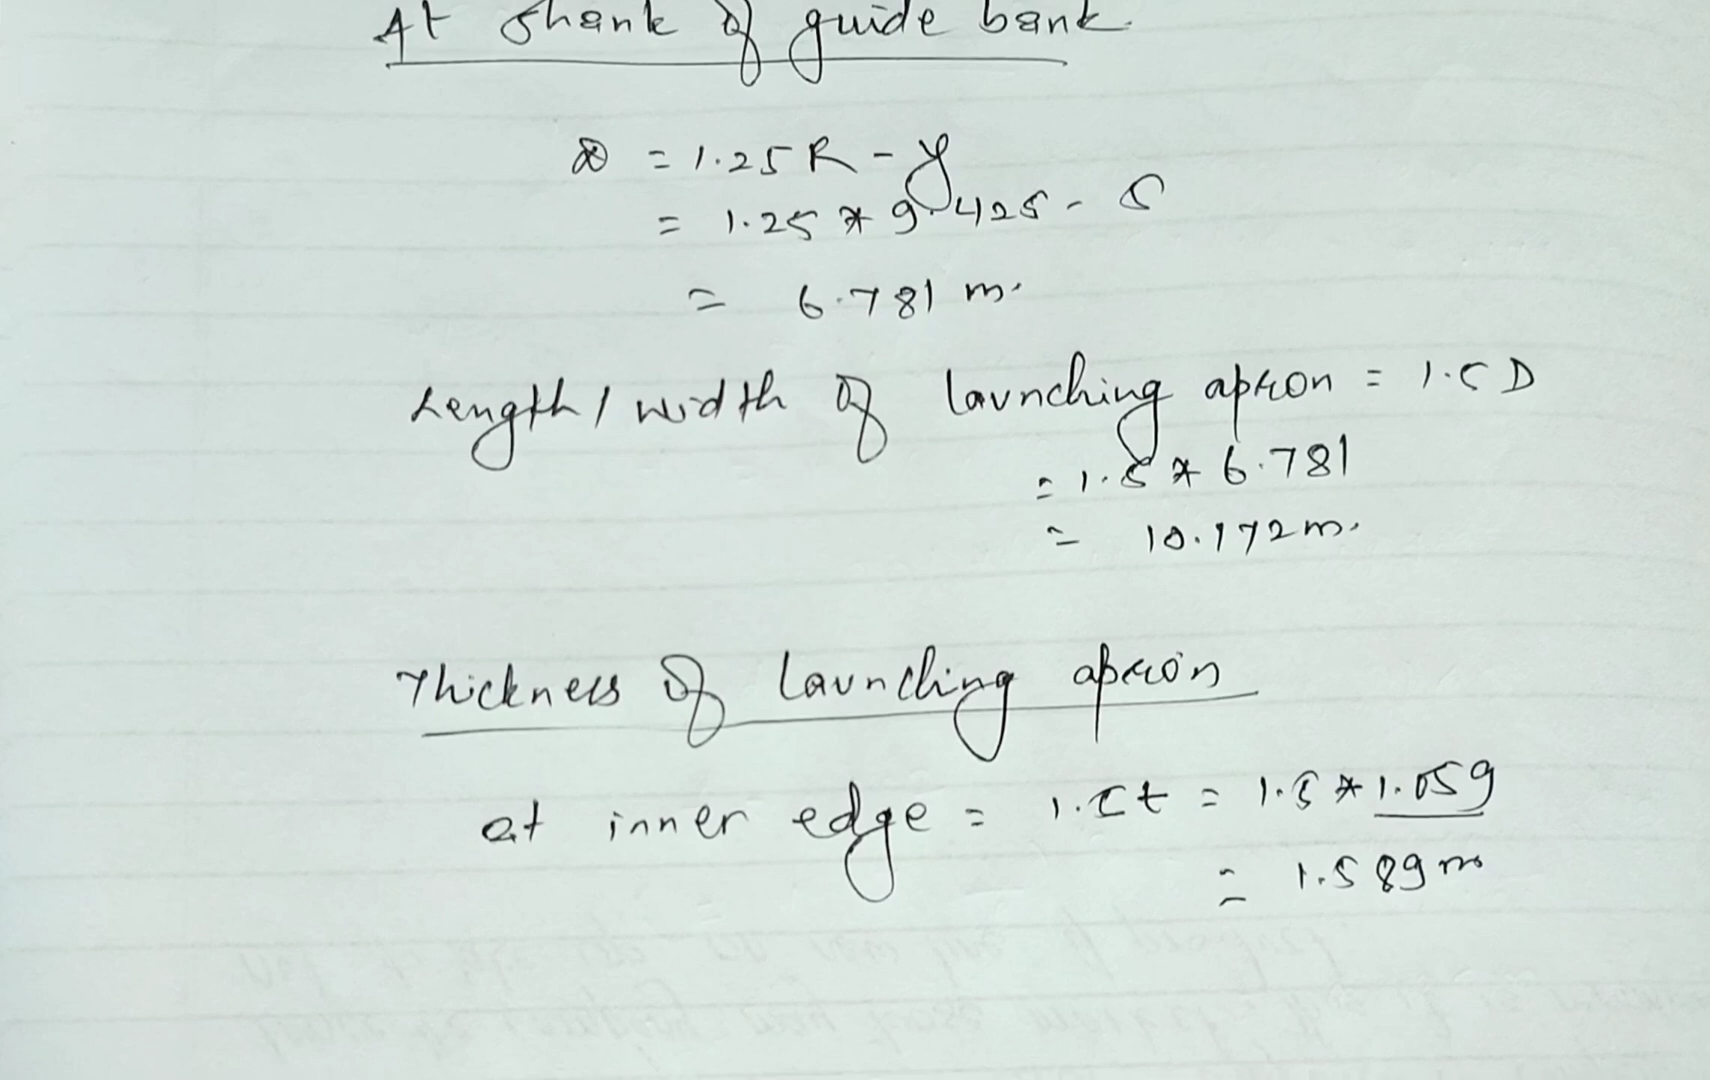 At Shank of guide bank.
D = 1.25 R - y
= 1.25 * 9.425 - 5
= 6.781 m.
Length / width of launching apron = 1.5 D
= 1.5 * 6.781
= 10.172 m.
Thickness of Launching apron
at inner edge = 1.5t = 1.5 * 1.059
= 1.589 m